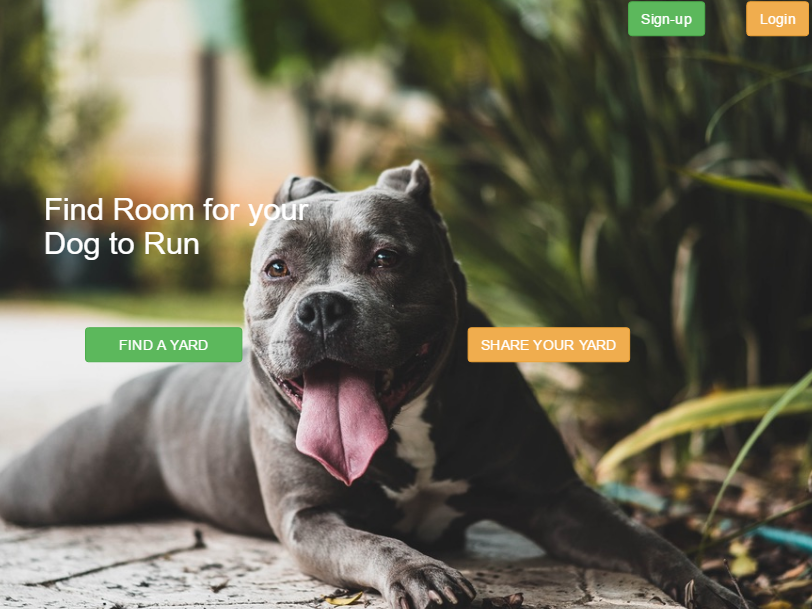 Sign-up
Login
Find Room for your
Dog to Run
FIND A YARD
SHARE YOUR YARD